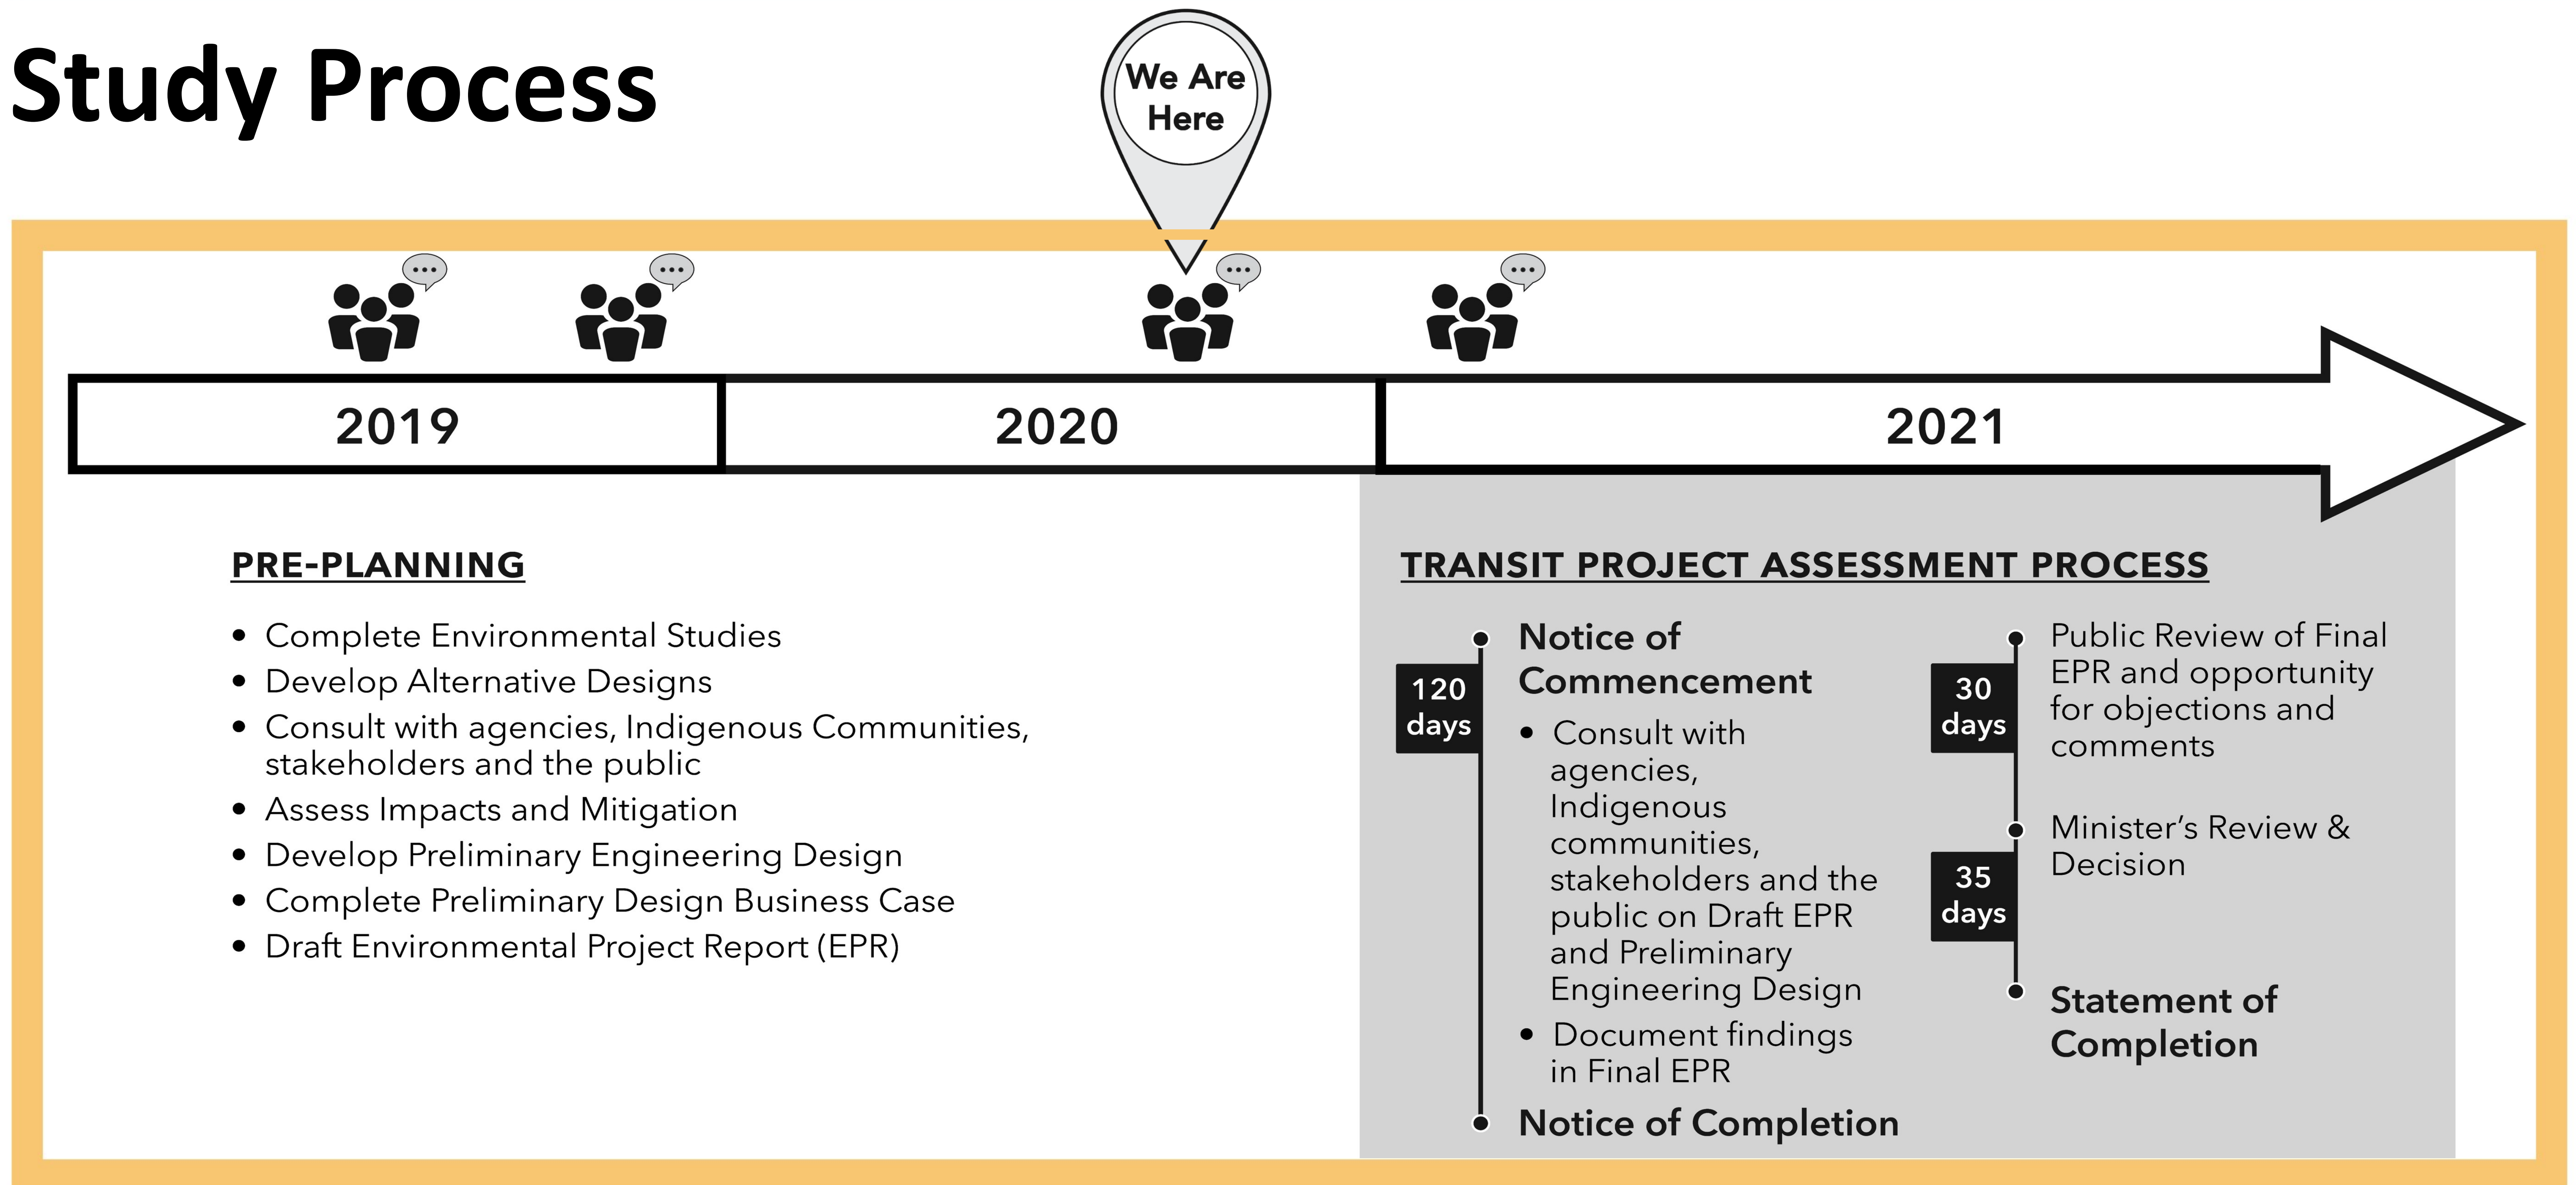 Study Process
We Are
Here
2019
2020
2021
PRE-PLANNING
• Complete Environmental Studies
• Develop Alternative Designs
• Consult with agencies, Indigenous Communities,
stakeholders and the public
• Assess Impacts and Mitigation
• Develop Preliminary Engineering Design
• Complete Preliminary Design Business Case
• Draft Environmental Project Report (EPR)
TRANSIT PROJECT ASSESSMENT PROCESS
120
days
Notice of
Commencement
• Consult with
agencies,
Indigenous
communities,
stakeholders and the
public on Draft EPR
and Preliminary
Engineering Design
• Document findings
in Final EPR
Notice of Completion
30
days
Public Review of Final
EPR and opportunity
for objections and
comments
35
days
Minister’s Review &
Decision
Statement of
Completion